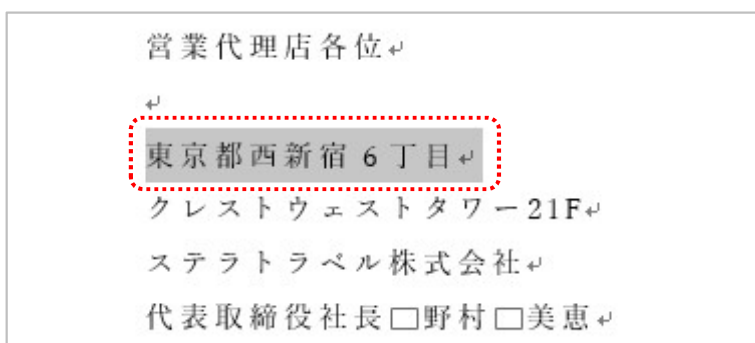 営業代理店各位↵
↵
東京都西新宿 6 丁目↵
クレストウェストタワー21F↵
ステラトラベル株式会社↵
代表取締役社長□野村□美恵↵